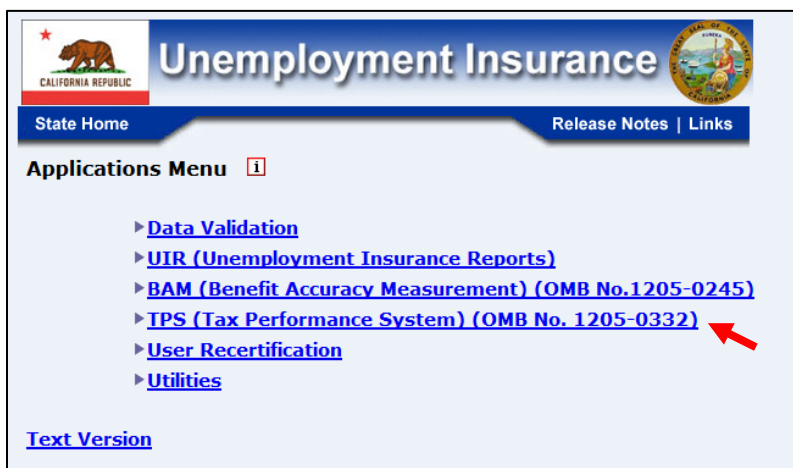 CALIFORNIA REPUBLIC
Unemployment Insurance
State Home
Release Notes | Links
Applications Menu i
Data Validation
UIR (Unemployment Insurance Reports)
BAM (Benefit Accuracy Measurement) (OMB No.1205-0245)
TPS (Tax Performance System) (OMB No. 1205-0332)
User Recertification
Utilities
Text Version